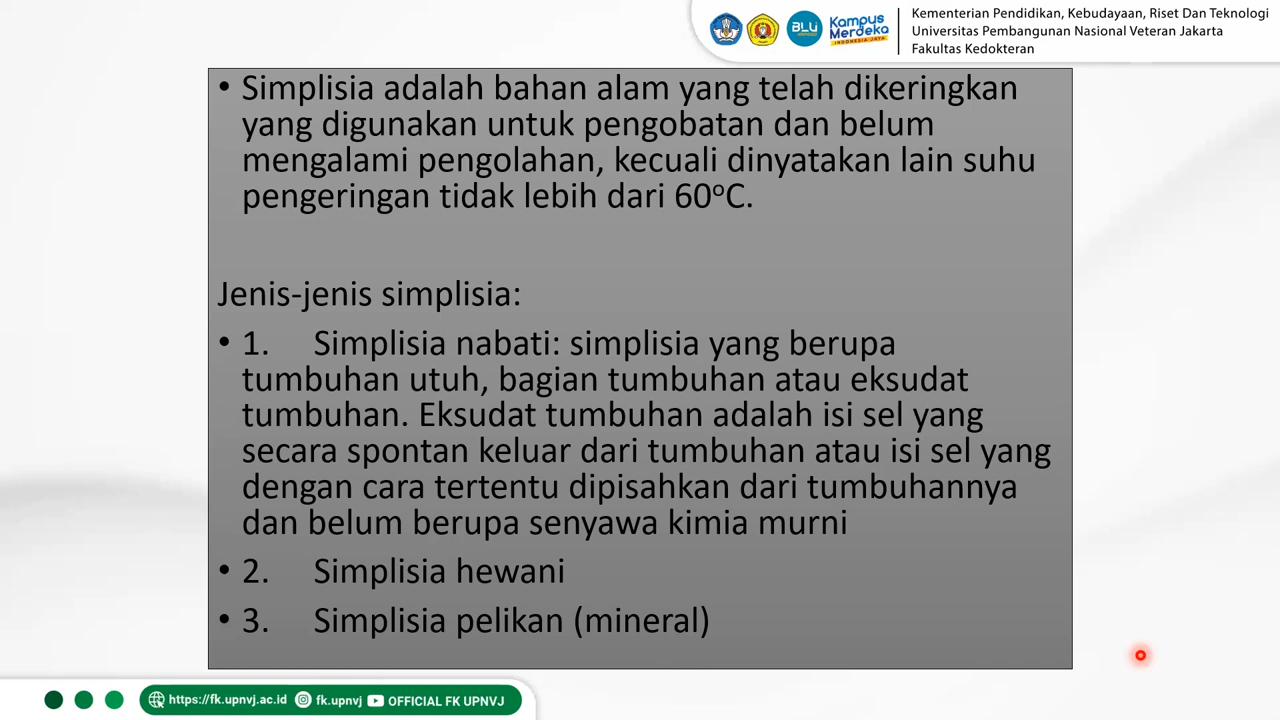 BLU
Kampus
Merdeka
INDONESIA JAYA
Kementerian Pendidikan, Kebudayaan, Riset Dan Teknologi
Universitas Pembangunan Nasional Veteran Jakarta
Fakultas Kedokteran
• Simplisia adalah bahan alam yang telah dikeringkan
yang digunakan untuk pengobatan dan belum
mengalami pengolahan, kecuali dinyatakan lain suhu
pengeringan tidak lebih dari 60°C.
Jenis-jenis simplisia:
• 1. Simplisia nabati: simplisia yang berupa
tumbuhan utuh, bagian tumbuhan atau eksudat
tumbuhan. Eksudat tumbuhan adalah isi sel yang
secara spontan keluar dari tumbuhan atau isi sel yang
dengan cara tertentu dipisahkan dari tumbuhannya
dan belum berupa senyawa kimia murni
• 2. Simplisia hewani
• 3. Simplisia pelikan (mineral)
https://fk.upnvj.ac.id fk.upnvj OFFICIAL FK UPNVJ